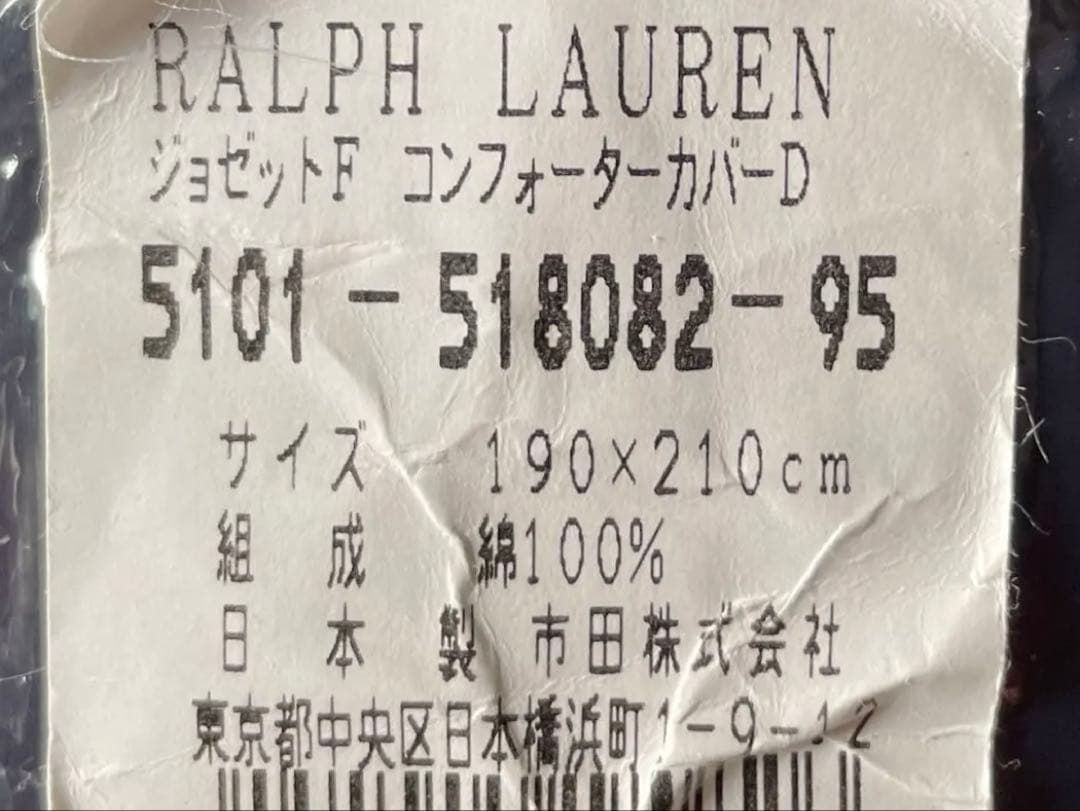 RALPH LAUREN
ジョゼットF コンフォーターカバーD
5101-518082-95
サイズ 190×210cm
組成 綿100%
日本製 市田株式会社
東京都中央区日本橋浜町1-9-12